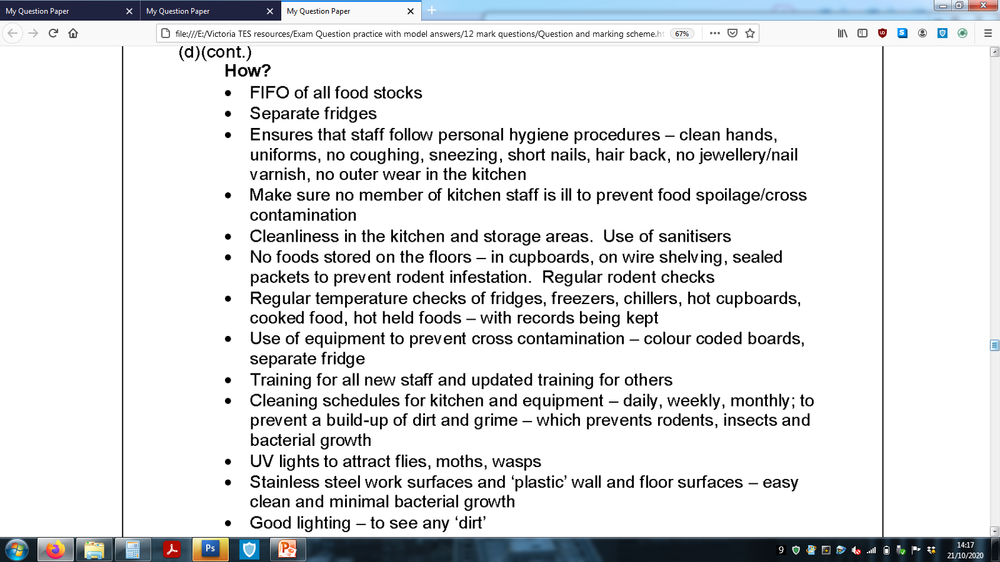 My Question Paper
My Question Paper
My Question Paper
file:///E:/Victoria TES resources/Exam Question practice with model answers/12 mark questions/Question and marking scheme.ht
67%
(d)(cont.)
How?
• FIFO of all food stocks
• Separate fridges
• Ensures that staff follow personal hygiene procedures – clean hands,
uniforms, no coughing, sneezing, short nails, hair back, no jewellery/nail
varnish, no outer wear in the kitchen
• Make sure no member of kitchen staff is ill to prevent food spoilage/cross
contamination
• Cleanliness in the kitchen and storage areas.  Use of sanitisers
• No foods stored on the floors – in cupboards, on wire shelving, sealed
packets to prevent rodent infestation.  Regular rodent checks
• Regular temperature checks of fridges, freezers, chillers, hot cupboards,
cooked food, hot held foods – with records being kept
• Use of equipment to prevent cross contamination – colour coded boards,
separate fridge
• Training for all new staff and updated training for others
• Cleaning schedules for kitchen and equipment – daily, weekly, monthly; to
prevent a build-up of dirt and grime – which prevents rodents, insects and
bacterial growth
• UV lights to attract flies, moths, wasps
• Stainless steel work surfaces and ‘plastic’ wall and floor surfaces – easy
clean and minimal bacterial growth
• Good lighting – to see any ‘dirt’
Ps
9
14:17
21/10/2020